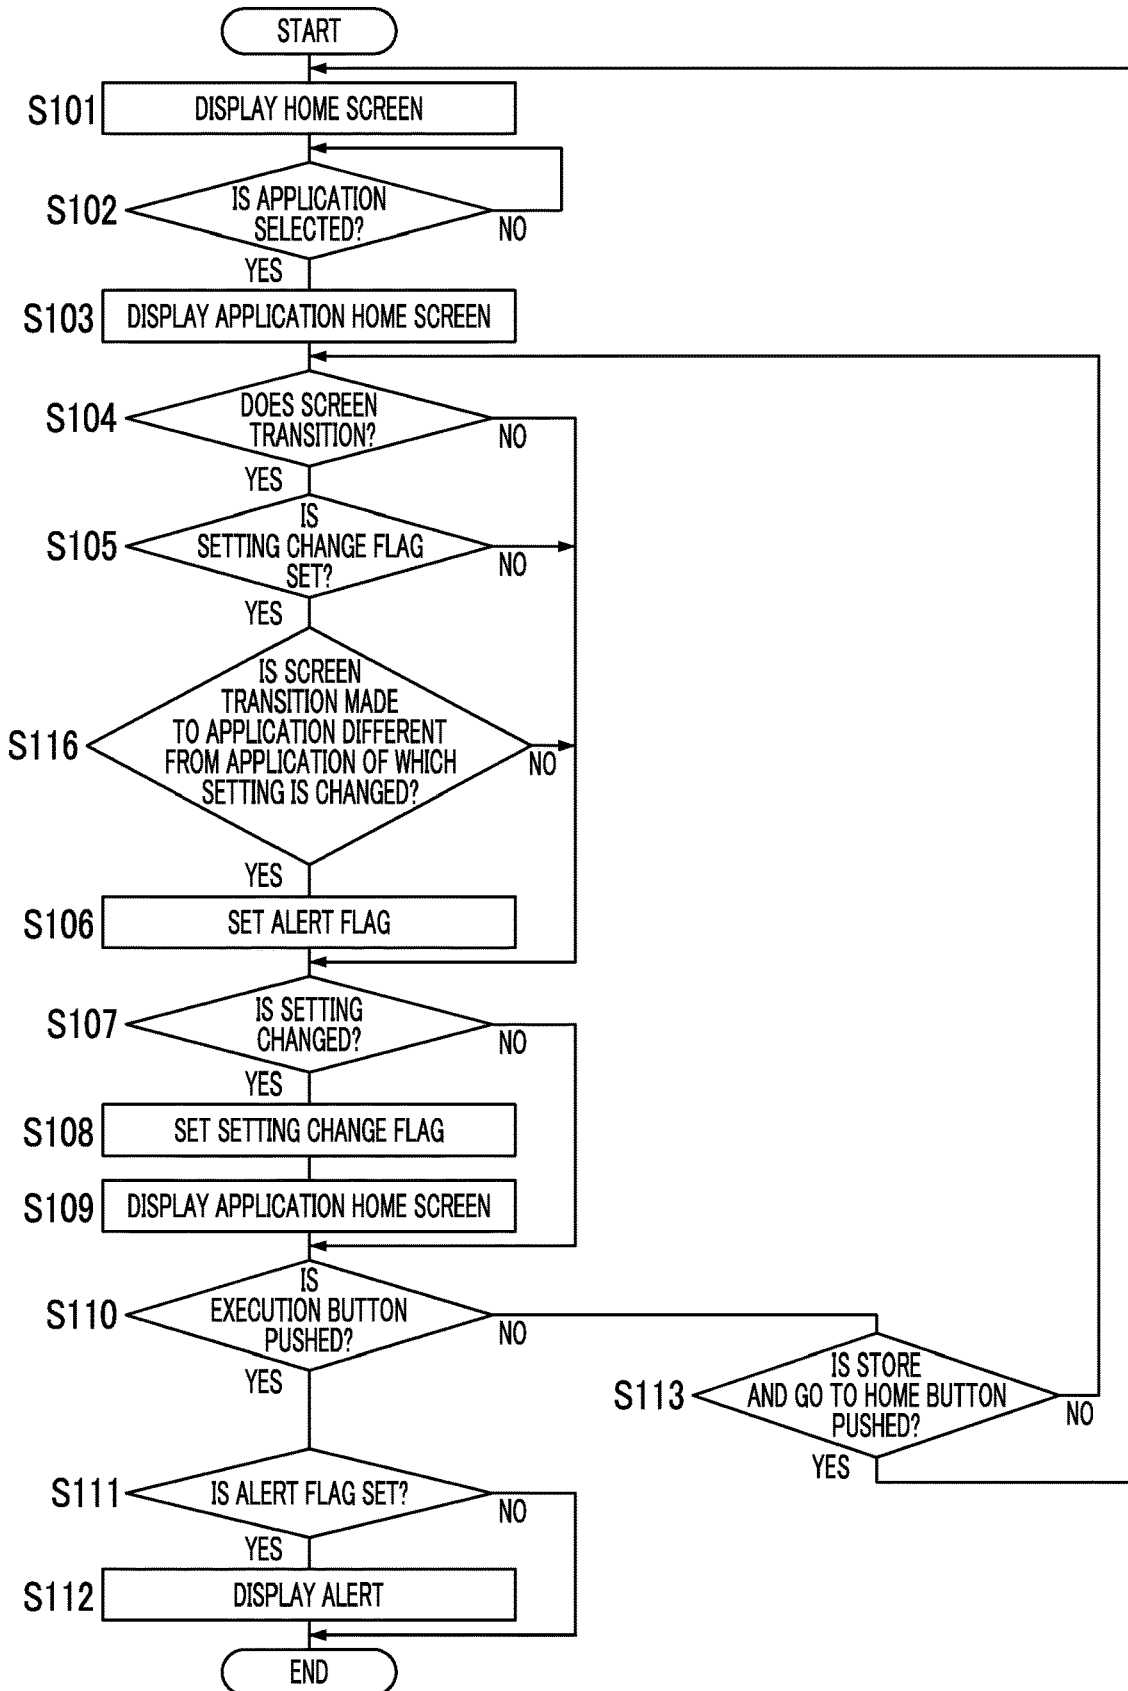 START
S101
DISPLAY HOME SCREEN
S102
IS APPLICATION
SELECTED?
NO
YES
S103
DISPLAY APPLICATION HOME SCREEN
S104
DOES SCREEN
TRANSITION?
NO
YES
S105
IS
SETTING CHANGE FLAG
SET?
NO
YES
S116
IS SCREEN
TRANSITION MADE
TO APPLICATION DIFFERENT
FROM APPLICATION OF WHICH
SETTING IS CHANGED?
NO
YES
S106
SET ALERT FLAG
S107
IS SETTING
CHANGED?
NO
YES
S108
SET SETTING CHANGE FLAG
S109
DISPLAY APPLICATION HOME SCREEN
S110
IS
EXECUTION BUTTON
PUSHED?
NO
YES
S113
IS STORE
AND GO TO HOME BUTTON
PUSHED?
NO
YES
S111
IS ALERT FLAG SET?
NO
YES
S112
DISPLAY ALERT
END